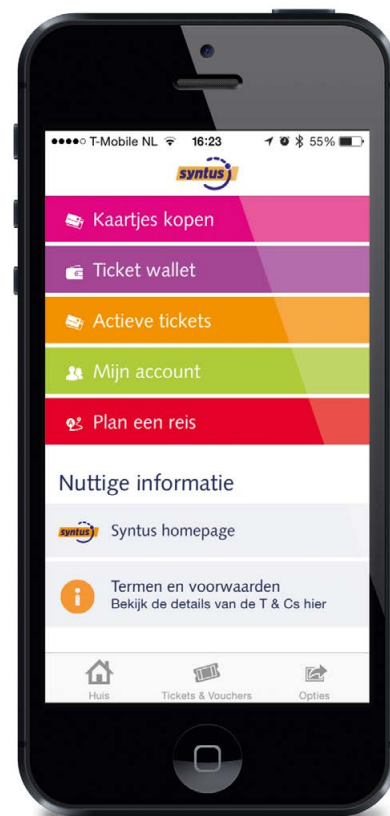 T-Mobile NL 16:23 55%
syntus
Kaartjes kopen
Ticket wallet
Actieve tickets
Mijn account
Plan een reis
Nuttige informatie
syntus Syntus homepage
Termen en voorwaarden
Bekijk de details van de T & Cs hier
Huis Tickets & Vouchers Opties